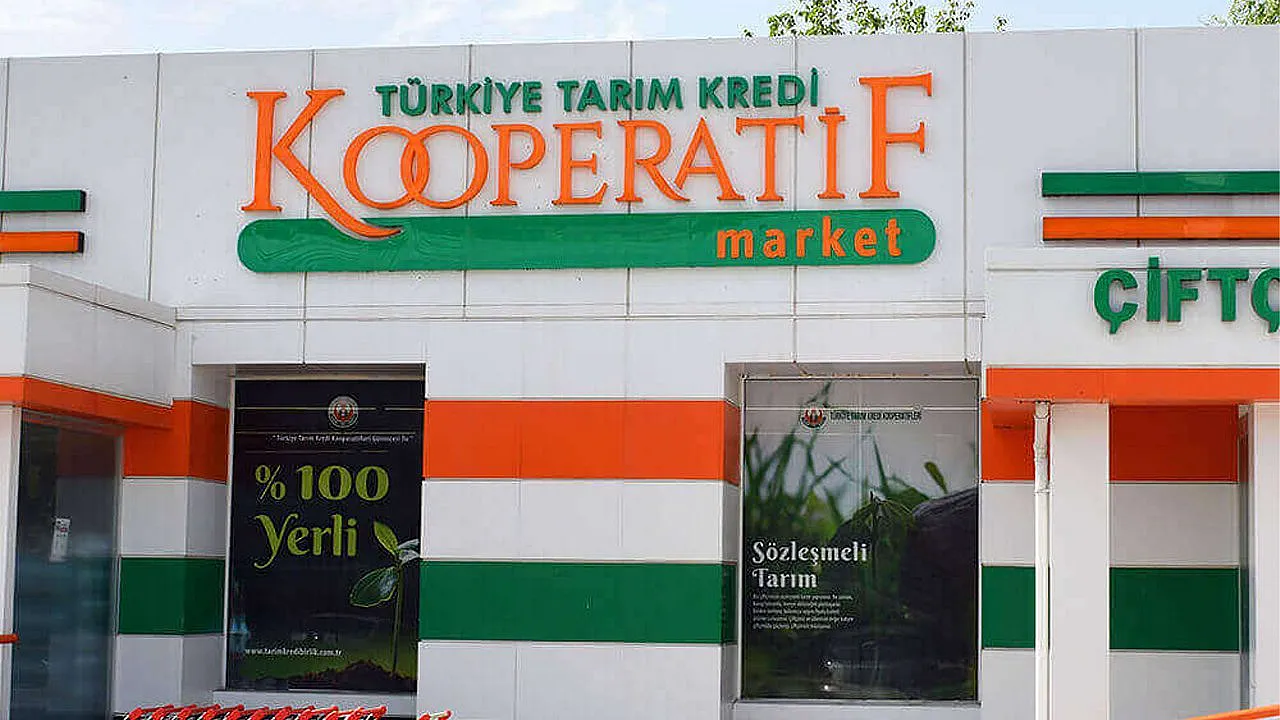 TÜRKİYE TARIM KREDİ
KOOPERATİF
market
ÇİFTÇ
"Türkiye Tarım Kredi Kooperatifleri Güvencesi İle"
% 100
Yerli
www.tarimkredibirlik.com.tr
TÜRKİYE TARIM KREDİ KOOPERATİFLERİ
Sözleşmeli
Tarım